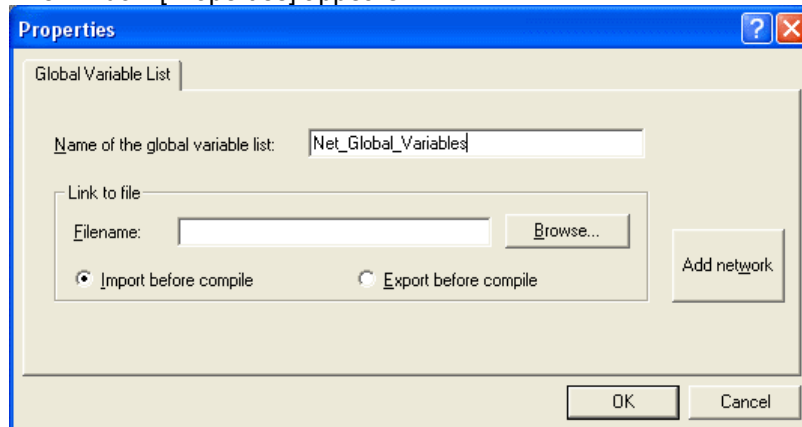 Properties
Global Variable List
Name of the global variable list: Net_Global_Variables
Link to file
Filename: Browse...
Import before compile Export before compile
Add network
OK Cancel